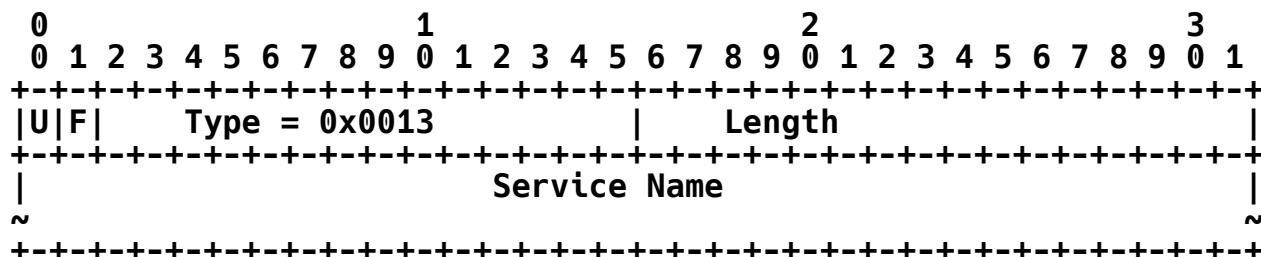 0                   1                   2                   3
 0 1 2 3 4 5 6 7 8 9 0 1 2 3 4 5 6 7 8 9 0 1 2 3 4 5 6 7 8 9 0 1
+-+-+-+-+-+-+-+-+-+-+-+-+-+-+-+-+-+-+-+-+-+-+-+-+-+-+-+-+-+-+-+-+
|U|F|    Type = 0x0013          |    Length                     |
+-+-+-+-+-+-+-+-+-+-+-+-+-+-+-+-+-+-+-+-+-+-+-+-+-+-+-+-+-+-+-+-+
|                        Service Name                           |
~                                                               ~
+-+-+-+-+-+-+-+-+-+-+-+-+-+-+-+-+-+-+-+-+-+-+-+-+-+-+-+-+-+-+-+-+